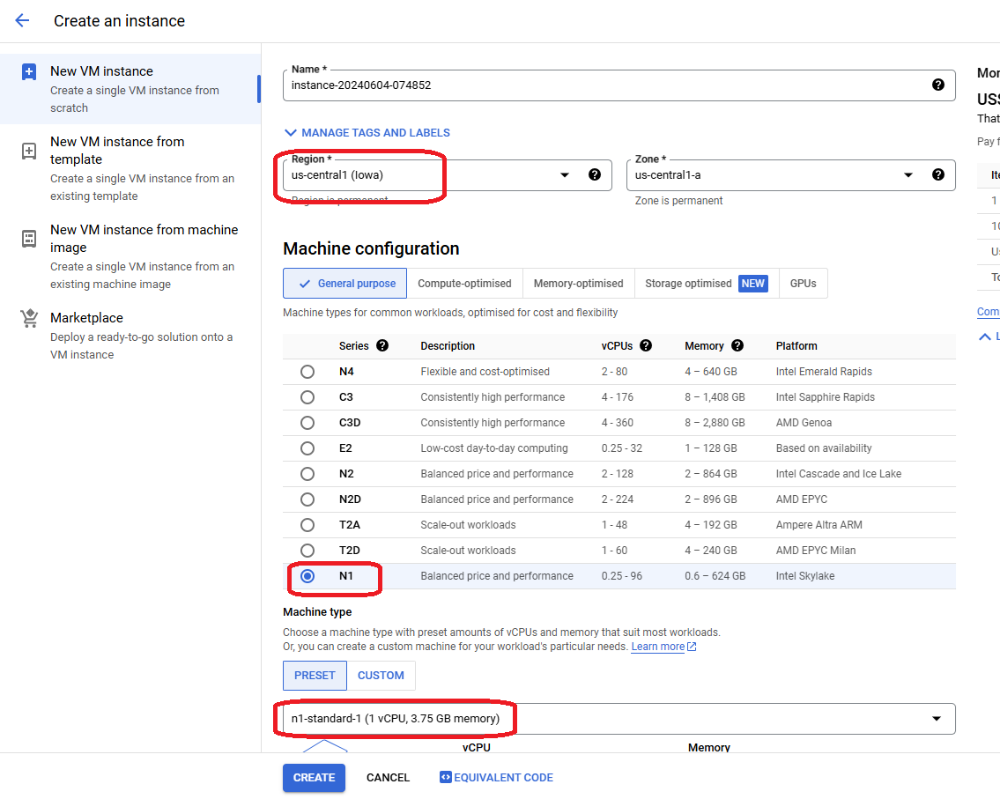 Create an instance
New VM instance
Create a single VM instance from
scratch
New VM instance from
template
Create a single VM instance from an
existing template
New VM instance from machine
image
Create a single VM instance from an
existing machine image
Marketplace
Deploy a ready-to-go solution onto a
VM instance
Name *
instance-20240604-074852
MANAGE TAGS AND LABELS
Region *
us-central1 (Iowa)
Region is permanent
Zone *
us-central1-a
Zone is permanent
Machine configuration
General purpose Compute-optimised Memory-optimised Storage optimised NEW GPUs
Machine types for common workloads, optimised for cost and flexibility
Series Description vCPUs Memory Platform
N4 Flexible and cost-optimised 2 - 80 4 – 640 GB Intel Emerald Rapids
C3 Consistently high performance 4 - 176 8 – 1,408 GB Intel Sapphire Rapids
C3D Consistently high performance 4 - 360 8 – 2,880 GB AMD Genoa
E2 Low-cost day-to-day computing 0.25 - 32 1 – 128 GB Based on availability
N2 Balanced price and performance 2 - 128 2 – 864 GB Intel Cascade and Ice Lake
N2D Balanced price and performance 2 - 224 2 – 896 GB AMD EPYC
T2A Scale-out workloads 1 - 48 4 – 192 GB Ampere Altra ARM
T2D Scale-out workloads 1 - 60 4 – 240 GB AMD EPYC Milan
N1 Balanced price and performance 0.25 - 96 0.6 – 624 GB Intel Skylake
Machine type
Choose a machine type with preset amounts of vCPUs and memory that suit most workloads.
Or, you can create a custom machine for your workload's particular needs. Learn more
PRESET CUSTOM
n1-standard-1 (1 vCPU, 3.75 GB memory)
vCPU Memory
CREATE CANCEL EQUIVALENT CODE
That
Pay f